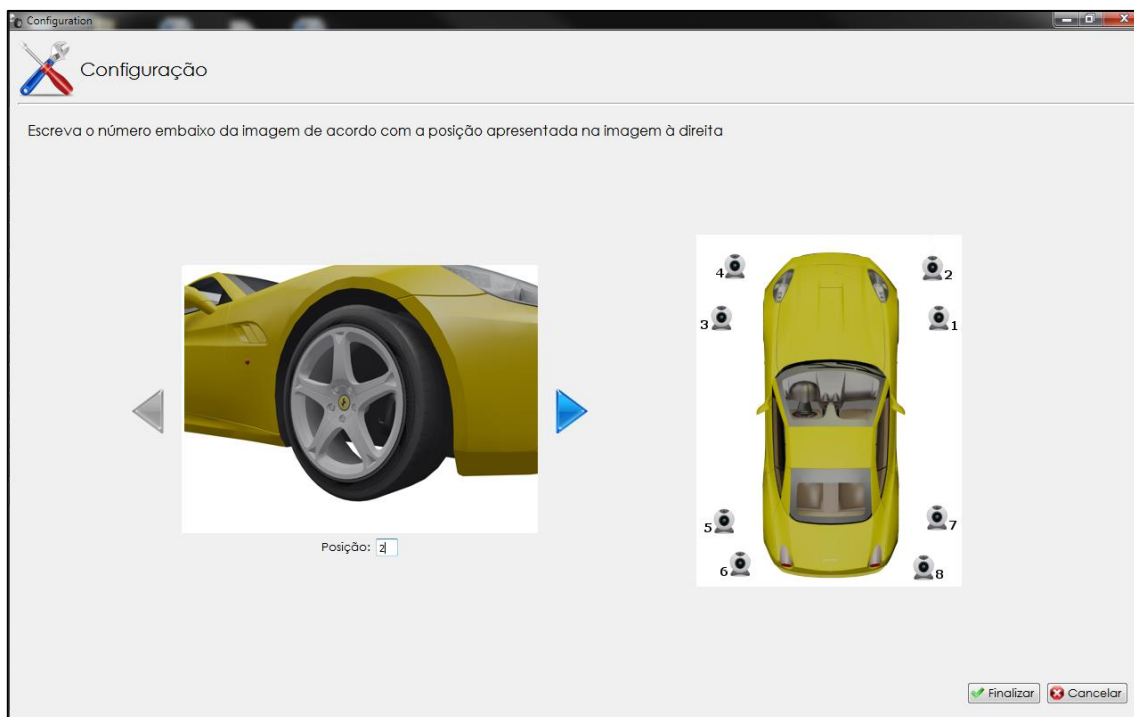 Configuration
Configuração
Escreva o número embaixo da imagem de acordo com a posição apresentada na imagem à direita
4 2
3 1
5 7
6 8
Posição: 2
Finalizar Cancelar